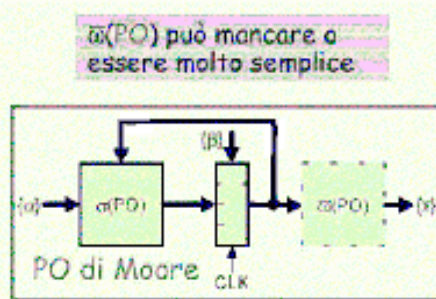 ϖ(PO) può mancare o
essere molto semplice
{β}
{α}
σ(PO)
ϖ(PO)
PO di Moore
CLK